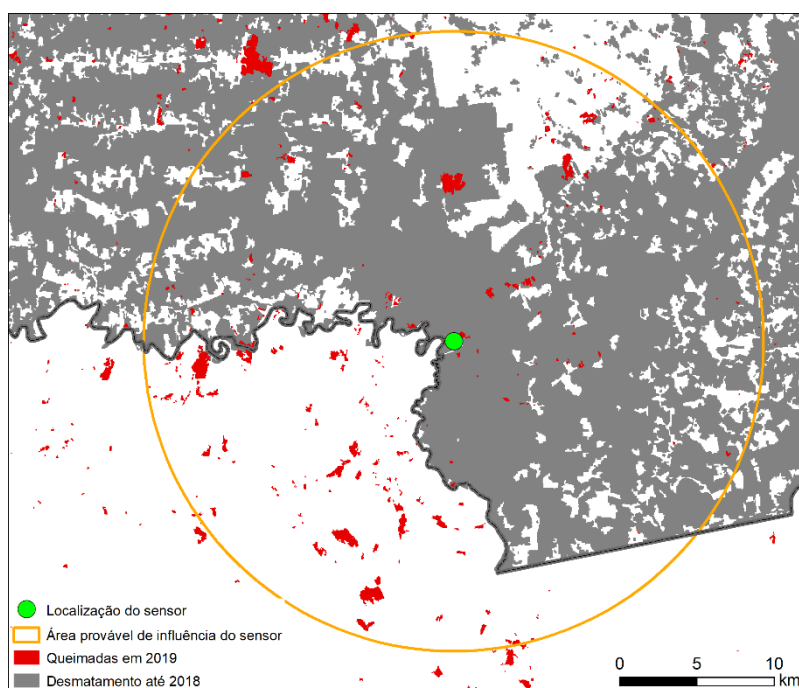 Localização do sensor
Área provável de influência do sensor
Queimadas em 2019
Desmatamento até 2018
0 5 10
km